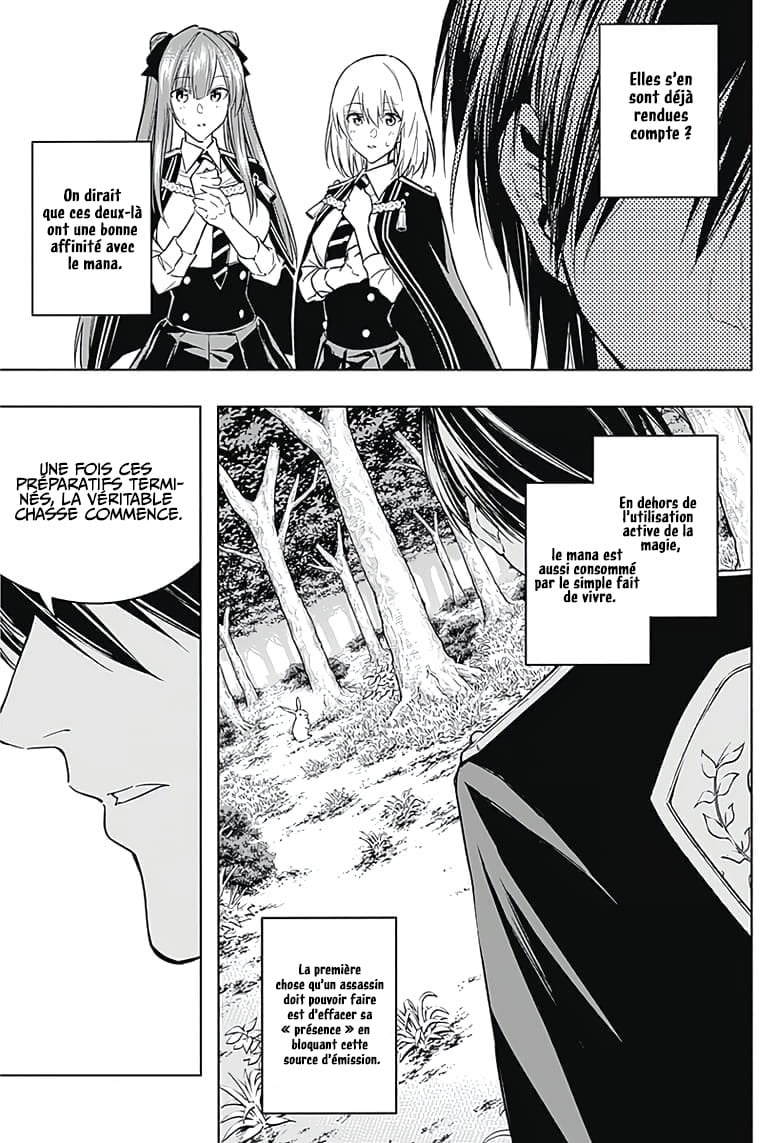 Elles s'en
sont déjà
rendues
compte ?
On dirait
que ces deux-là
ont une bonne
affinité avec
le mana.
En dehors de
l'utilisation
active de la
magie,
le mana est
aussi consommé
par le simple fait
de vivre.
La première
chose qu'un assassin
doit pouvoir faire
est d'effacer sa
« présence » en
bloquant cette
source d'émission.
UNE FOIS CES
PRÉPARATIFS TERMI-
NÉS, LA VÉRITABLE
CHASSE COMMENCE.